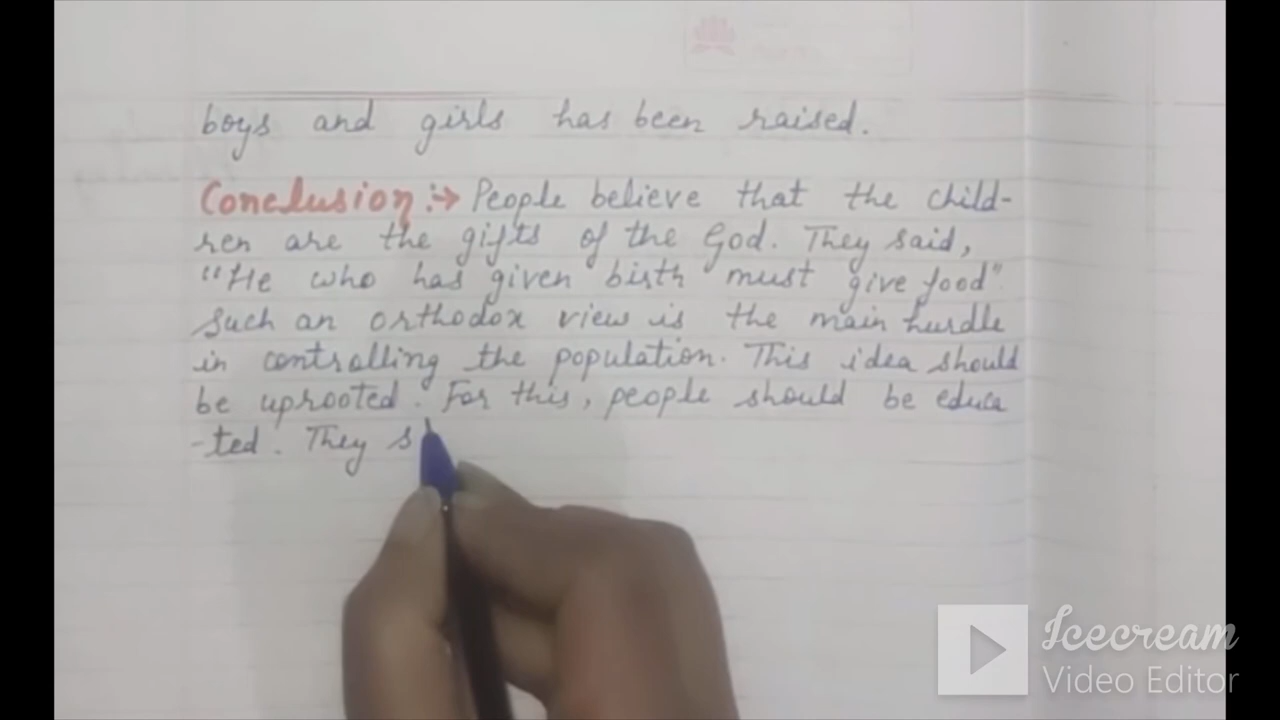 boys and girls has been raised.
Conclusion :→ People believe that the child-
ren are the gifts of the God. They said,
"He who has given birth must give food"
Such an orthodox view is the main hurdle
in controlling the population. This idea should
be uprooted. For this, people should be educa
-ted. They s
Icecream
Video Editor